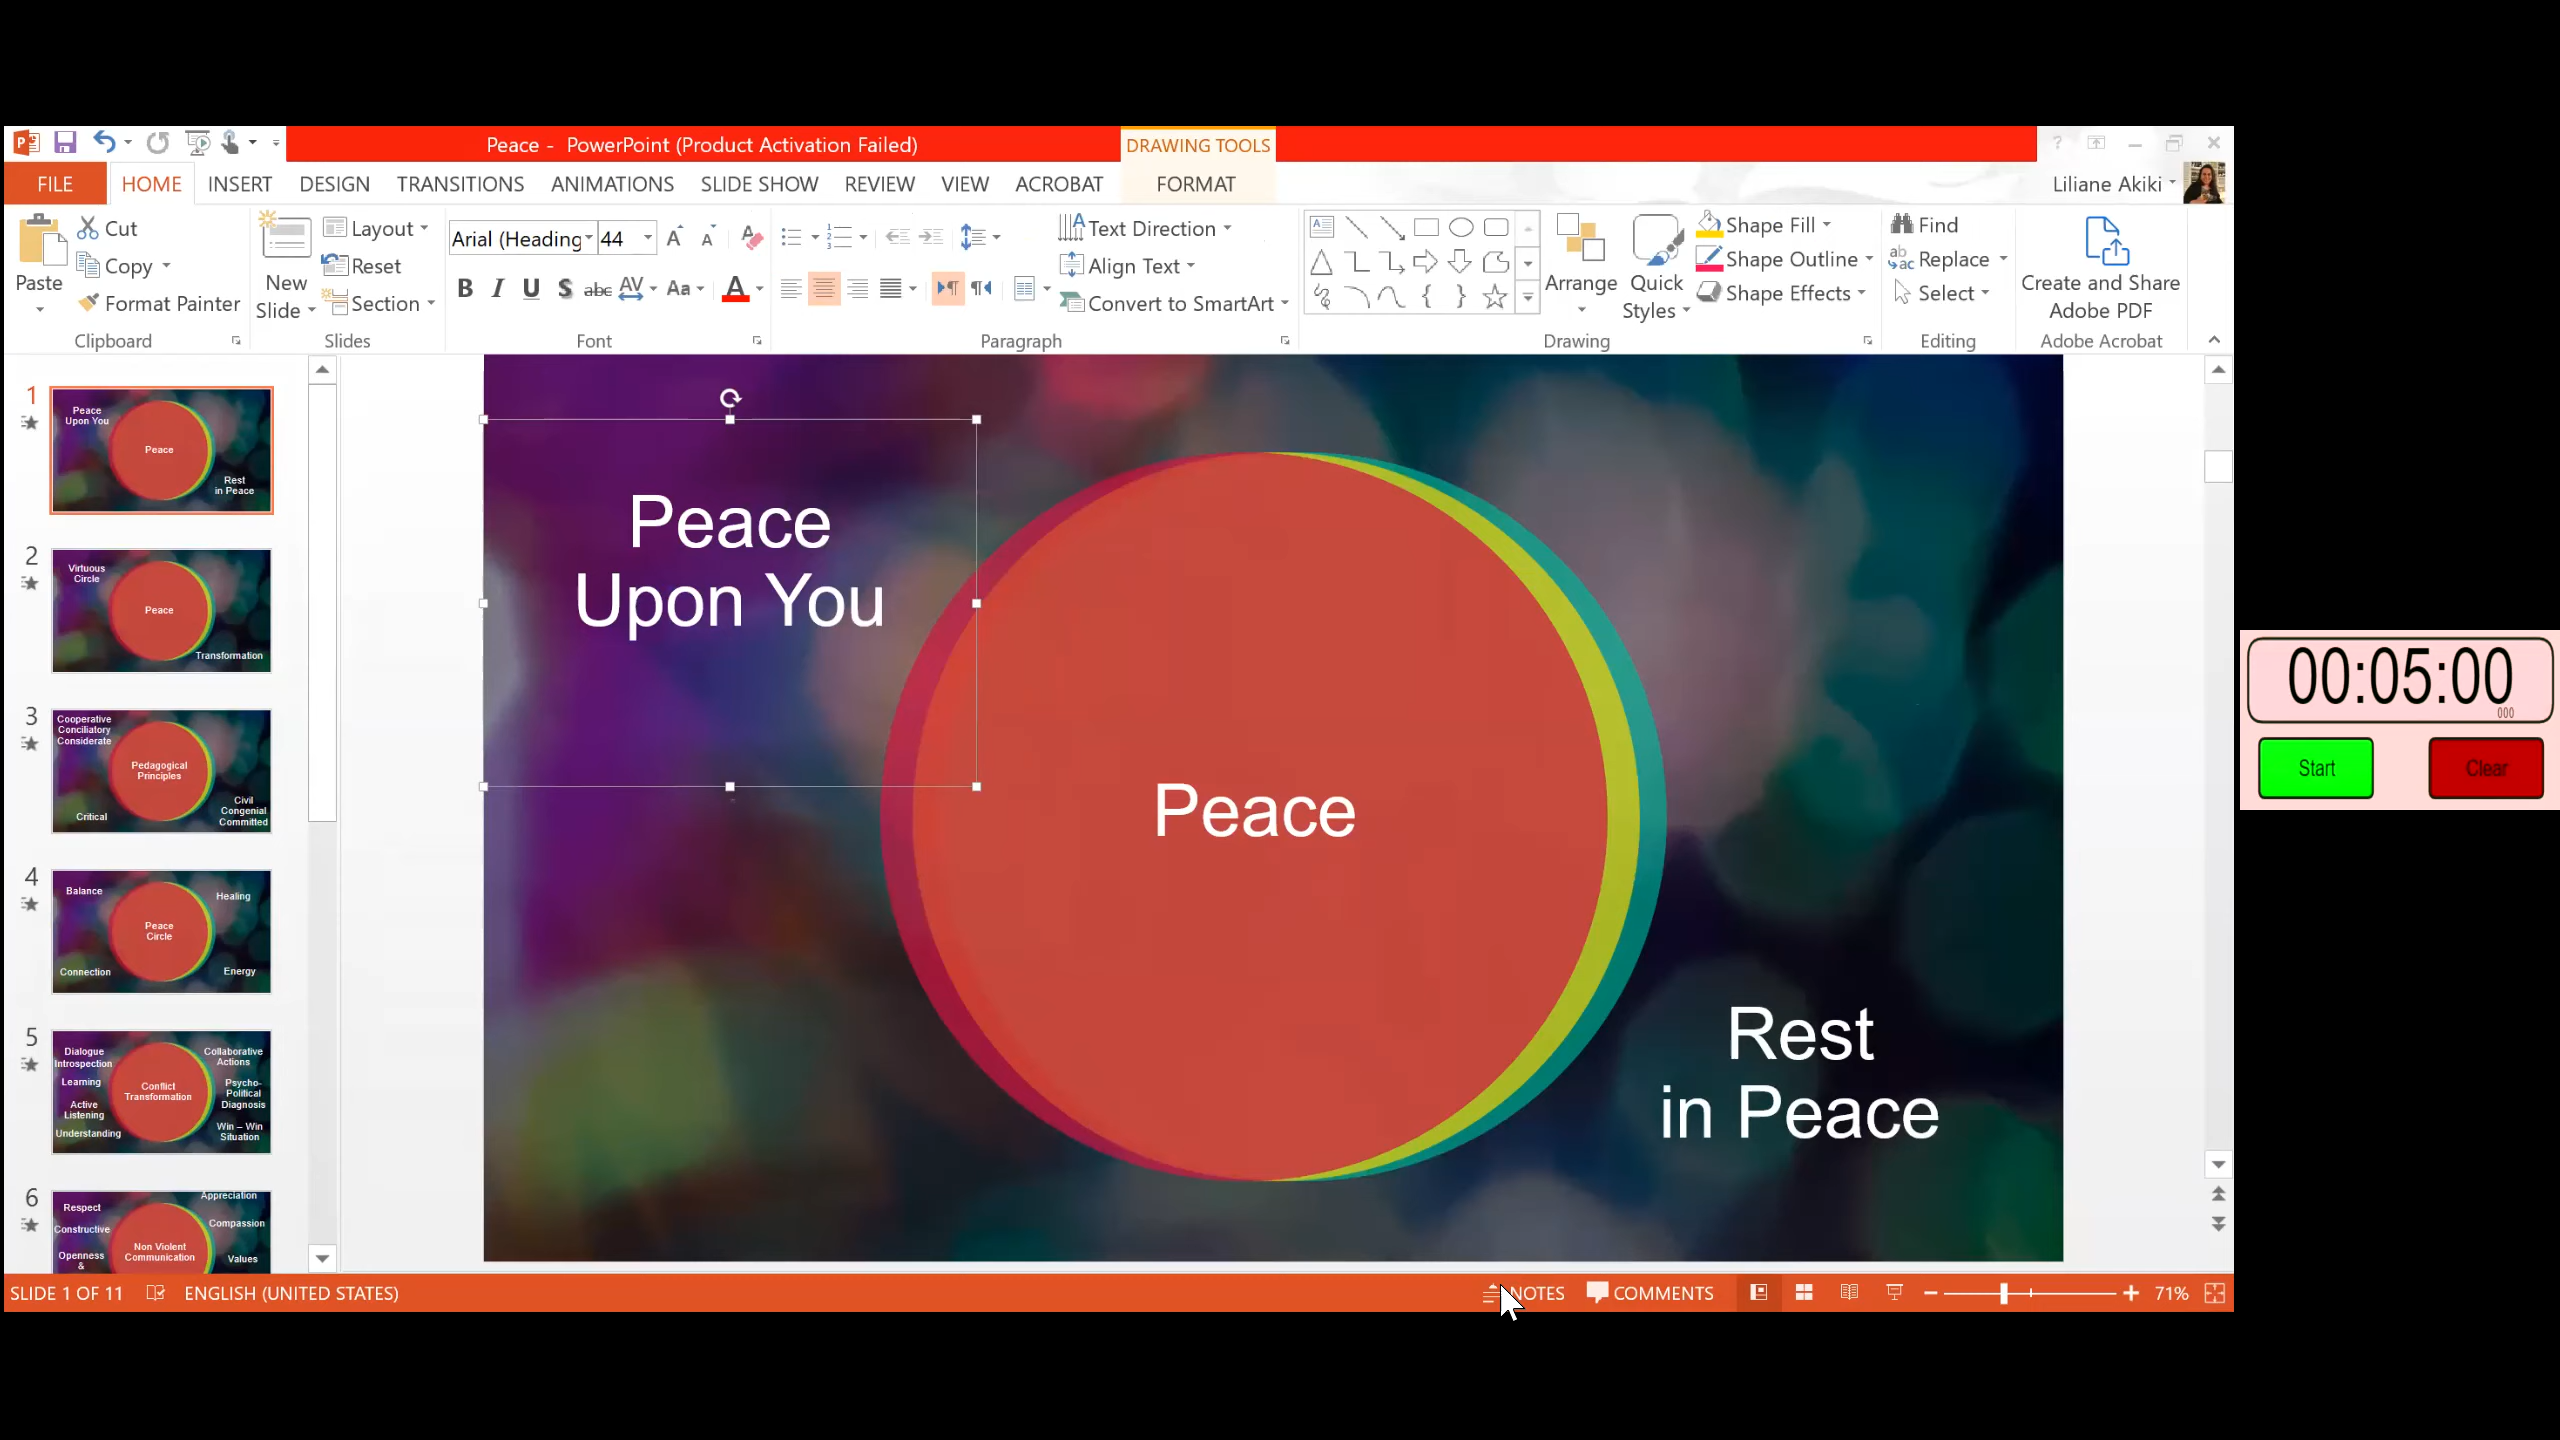 Peace - PowerPoint (Product Activation Failed)
DRAWING TOOLS
?
FILE
HOME
INSERT
DESIGN
TRANSITIONS
ANIMATIONS
SLIDE SHOW
REVIEW
VIEW
ACROBAT
FORMAT
Liliane Akiki
Paste
Cut
Copy
Format Painter
Clipboard
New
Slide
Layout
Reset
Section
Slides
Arial (Heading
44
B I U S abc AV Aa A
Font
Text Direction
Align Text
Convert to SmartArt
Paragraph
Arrange
Quick
Styles
Shape Fill
Shape Outline
Shape Effects
Drawing
Find
Replace
Select
Editing
Create and Share
Adobe PDF
Adobe Acrobat
1
Peace
Upon You
Peace
Rest
in Peace
2
Virtuous
Circle
Peace
Transformation
3
Cooperative
Conciliatory
Considerate
Pedagogical
Principles
Critical
Civil
Congenial
Committed
4
Balance
Healing
Peace
Circle
Connection
Energy
5
Dialogue
Introspection
Learning
Active
Listening
Understanding
Conflict
Transformation
Collaborative
Actions
Psycho-
Political
Diagnosis
Win – Win
Situation
6
Respect
Constructive
Openness
&
Non Violent
Communication
Appreciation
Compassion
Values
Peace
Upon You
Peace
Rest
in Peace
00:05:00
000
Start
Clear
SLIDE 1 OF 11
ENGLISH (UNITED STATES)
NOTES
COMMENTS
71%